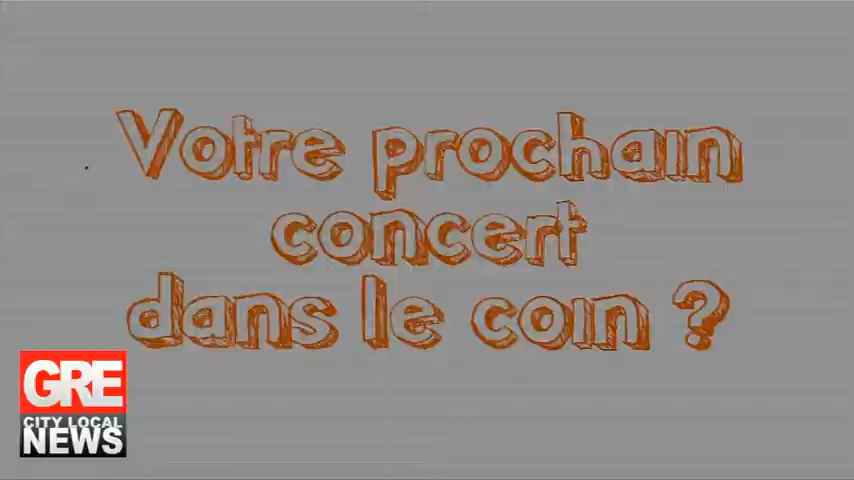 Votre prochain
concert
dans le coin ?
GRE
CITY LOCAL
NEWS